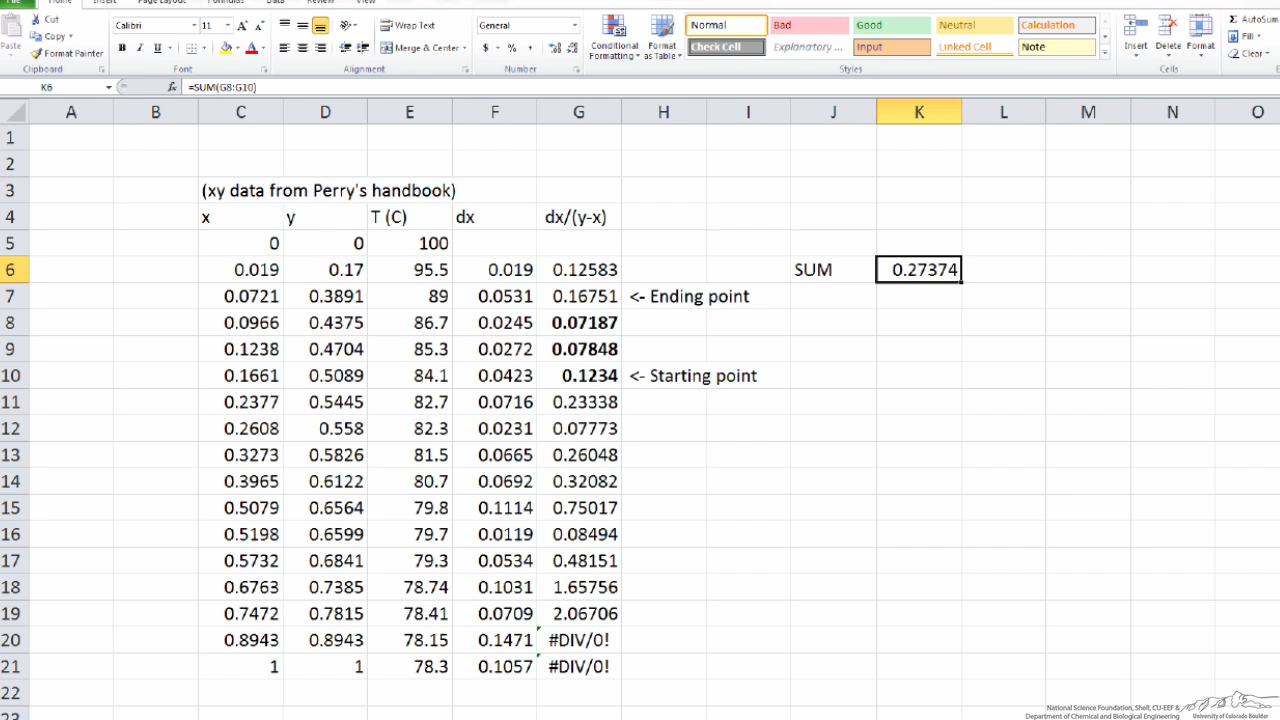 File Home Insert Page Layout Formulas Data Review View
Cut
Copy
Format Painter
Paste
Clipboard
Calibri 11
B I U
Font
Wrap Text
Merge & Center
Alignment
General
$ % ,
Number
Conditional Formatting
Format as Table
Normal Bad Good Neutral Calculation
Check Cell Explanatory ... Input Linked Cell Note
Styles
Insert Delete Format
Cells
Σ AutoSum
Fill
Clear
K6 fx =SUM(G8:G10)
A B C D E F G H I J K L M N O
1
2
3 (xy data from Perry's handbook)
4 x y T (C) dx dx/(y-x)
5 0 0 100
6 0.019 0.17 95.5 0.019 0.12583 SUM 0.27374
7 0.0721 0.3891 89 0.0531 0.16751 <- Ending point
8 0.0966 0.4375 86.7 0.0245 0.07187
9 0.1238 0.4704 85.3 0.0272 0.07848
10 0.1661 0.5089 84.1 0.0423 0.1234 <- Starting point
11 0.2377 0.5445 82.7 0.0716 0.23338
12 0.2608 0.558 82.3 0.0231 0.07773
13 0.3273 0.5826 81.5 0.0665 0.26048
14 0.3965 0.6122 80.7 0.0692 0.32082
15 0.5079 0.6564 79.8 0.1114 0.75017
16 0.5198 0.6599 79.7 0.0119 0.08494
17 0.5732 0.6841 79.3 0.0534 0.48151
18 0.6763 0.7385 78.74 0.1031 1.65756
19 0.7472 0.7815 78.41 0.0709 2.06706
20 0.8943 0.8943 78.15 0.1471 #DIV/0!
21 1 1 78.3 0.1057 #DIV/0!
22
23
National Science Foundation, Shell, CU-EEF &
Department of Chemical and Biological Engineering
University of Colorado Boulder